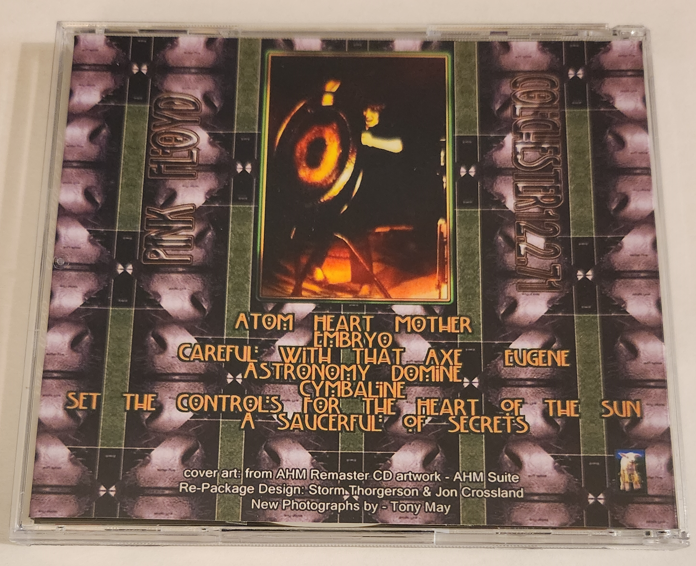 PINK FLOYD
COLCHESTER 12.2.71
ATOM HEART MOTHER
EMBRYO
CAREFUL WITH THAT AXE EUGENE
ASTRONOMY DOMINE
CYMBALINE
SET THE CONTROLS FOR THE HEART OF THE SUN
A SAUCERFUL OF SECRETS
cover art: from AHM Remaster CD artwork - AHM Suite
Re-Package Design: Storm Thorgerson & Jon Crossland
New Photographs by - Tony May